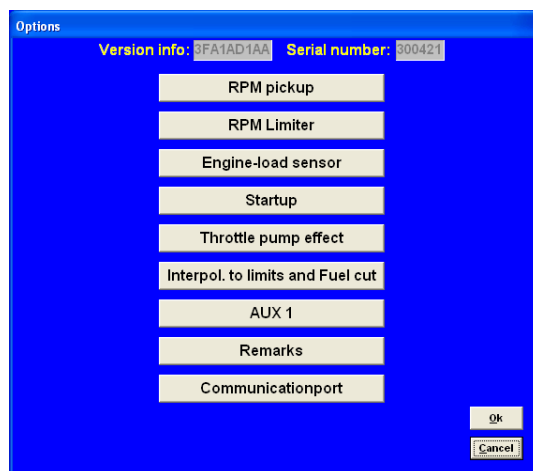 Options
Version info: 3FA1AD1AA Serial number: 300421
RPM pickup
RPM Limiter
Engine-load sensor
Startup
Throttle pump effect
Interpol. to limits and Fuel cut
AUX 1
Remarks
Communicationport
Ok
Cancel